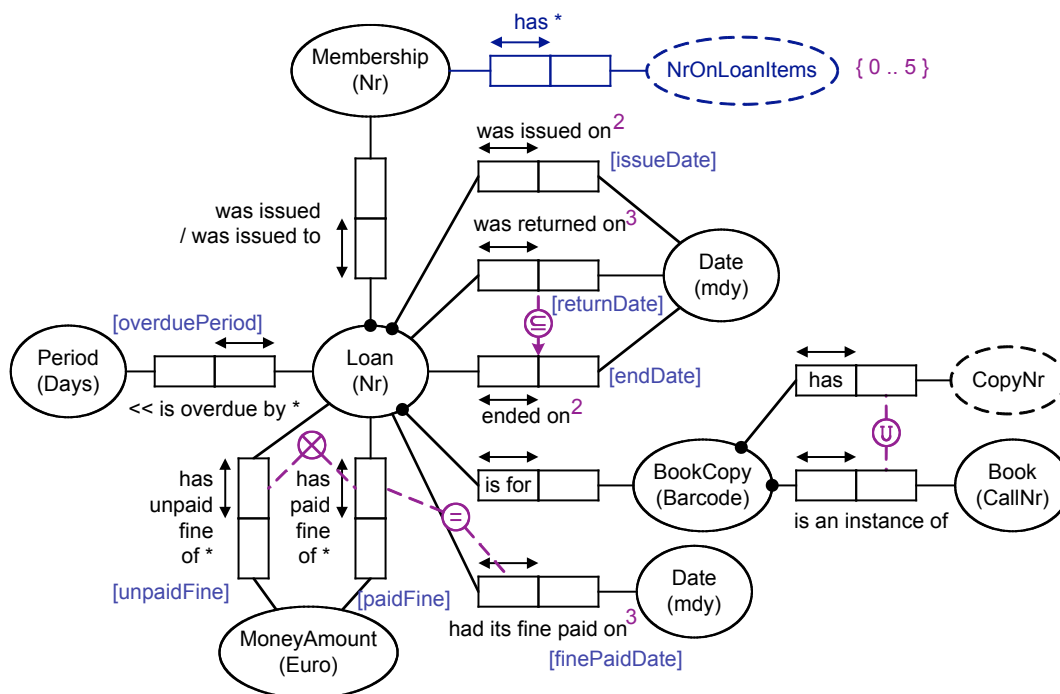 has *
Membership
(Nr)
NrOnLoanItems
{ 0 .. 5 }
was issued on2
[issueDate]
was issued
/ was issued to
was returned on3
Date
(mdy)
[returnDate]
⊆
[overduePeriod]
Period
(Days)
Loan
(Nr)
[endDate]
<< is overdue by *
ended on2
has
CopyNr
U
has
unpaid
fine
of *
has
paid
fine
of *
is for
BookCopy
(Barcode)
Book
(CallNr)
is an instance of
=
[unpaidFine]
[paidFine]
Date
(mdy)
MoneyAmount
(Euro)
had its fine paid on3
[finePaidDate]